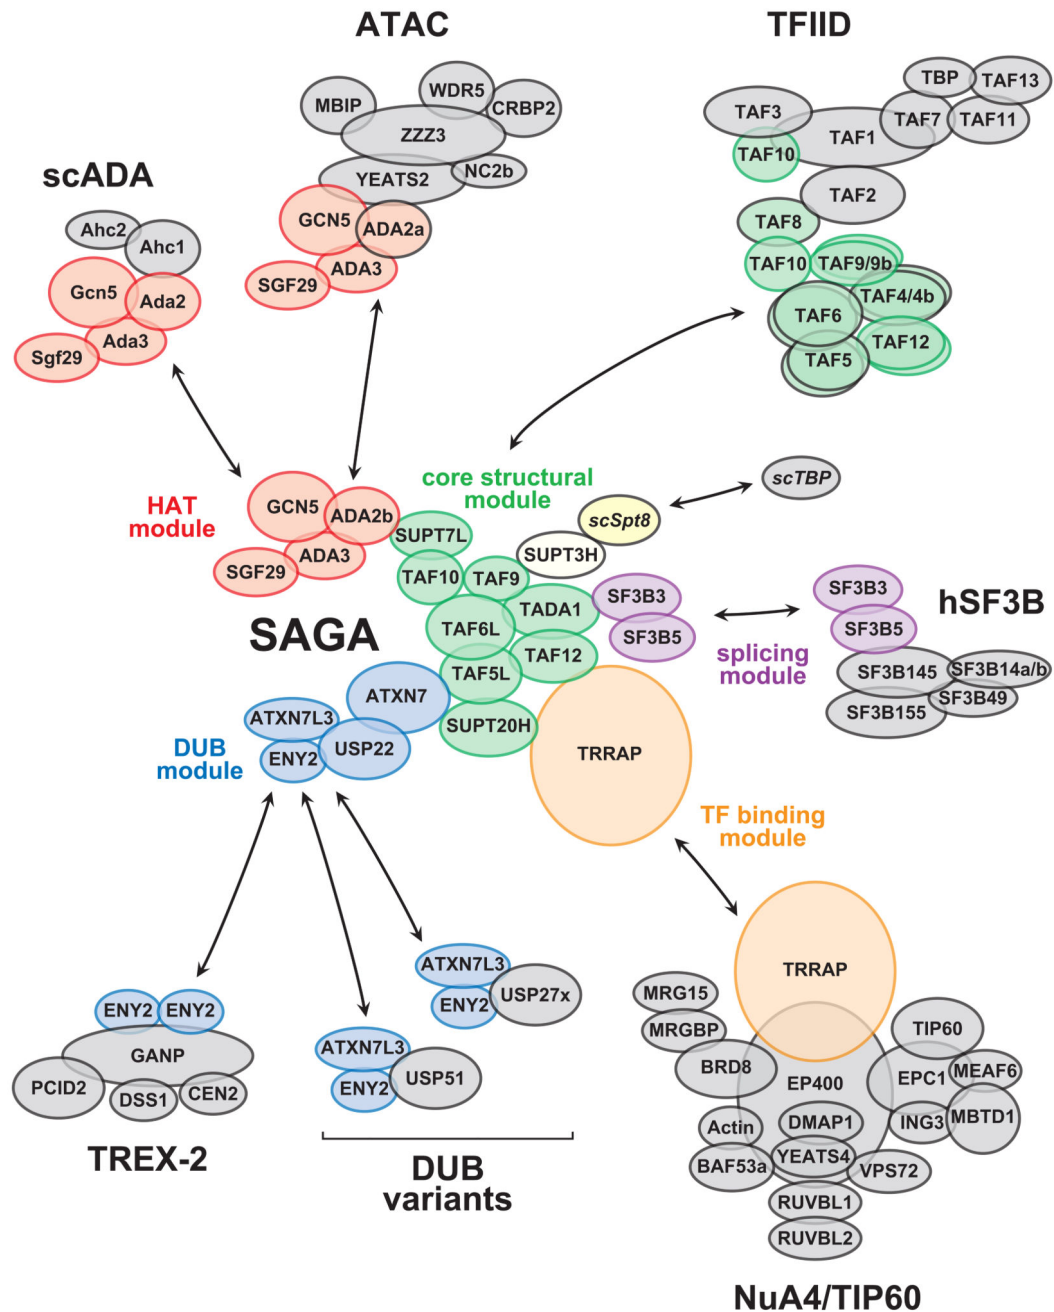 ATAC
TFIID
MBIP
WDR5
CRBP2
ZZZ3
YEATS2
NC2b
GCN5
ADA2a
ADA3
SGF29
TBP
TAF13
TAF3
TAF7
TAF11
TAF1
TAF10
TAF2
TAF8
TAF10
TAF9/9b
TAF4/4b
TAF6
TAF12
TAF5
scADA
Ahc2
Ahc1
Gcn5
Ada2
Ada3
Sgf29
HAT
module
GCN5
ADA2b
ADA3
SGF29
core structural
module
SUPT7L
TAF10
TAF9
TADA1
TAF6L
TAF12
TAF5L
SUPT20H
scSpt8
SUPT3H
scTBP
SF3B3
SF3B5
splicing
module
hSF3B
SF3B3
SF3B5
SF3B145
SF3B14a/b
SF3B49
SF3B155
SAGA
ATXN7
ATXN7L3
USP22
ENY2
DUB
module
TRRAP
TF binding
module
ENY2
ENY2
GANP
PCID2
DSS1
CEN2
TREX-2
ATXN7L3
ENY2
USP27x
ATXN7L3
ENY2
USP51
DUB
variants
TRRAP
MRG15
MRGBP
BRD8
EP400
TIP60
EPC1
MEAF6
ING3
MBTD1
Actin
DMAP1
BAF53a
YEATS4
VPS72
RUVBL1
RUVBL2
NuA4/TIP60